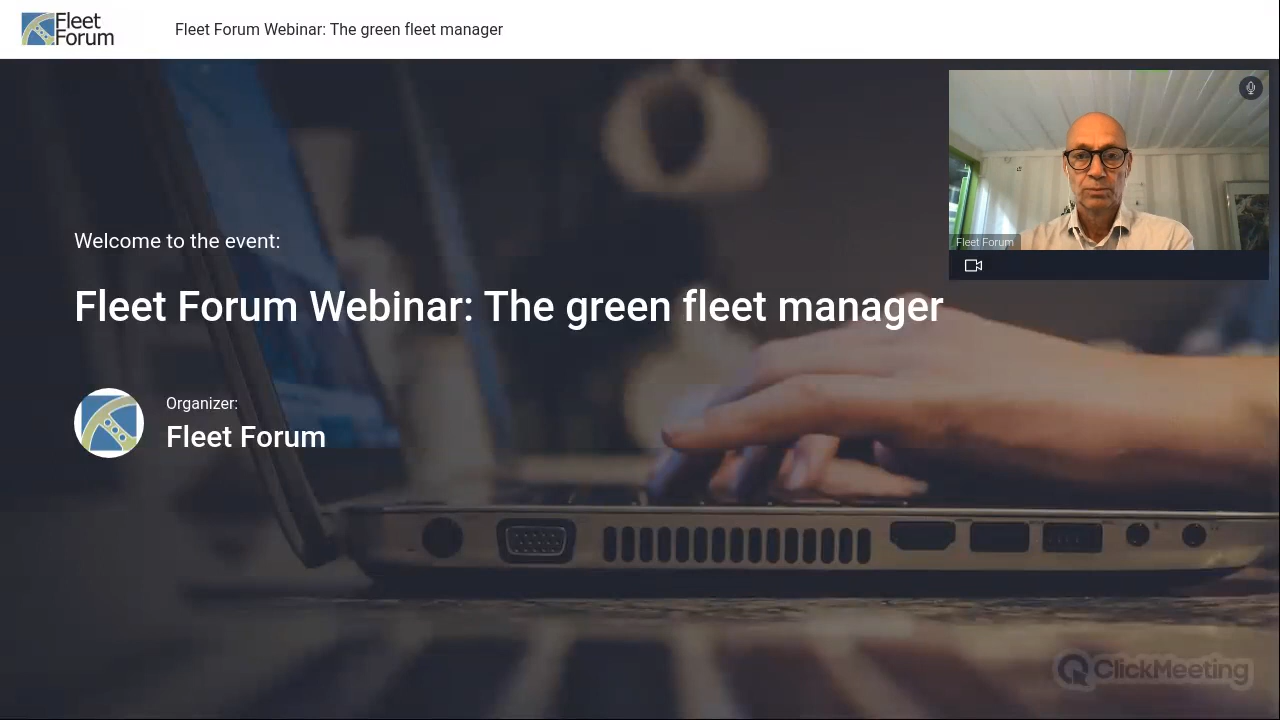 Fleet
Forum
Fleet Forum Webinar: The green fleet manager
Fleet Forum
Welcome to the event:
Fleet Forum Webinar: The green fleet manager
Organizer:
Fleet Forum
ClickMeeting